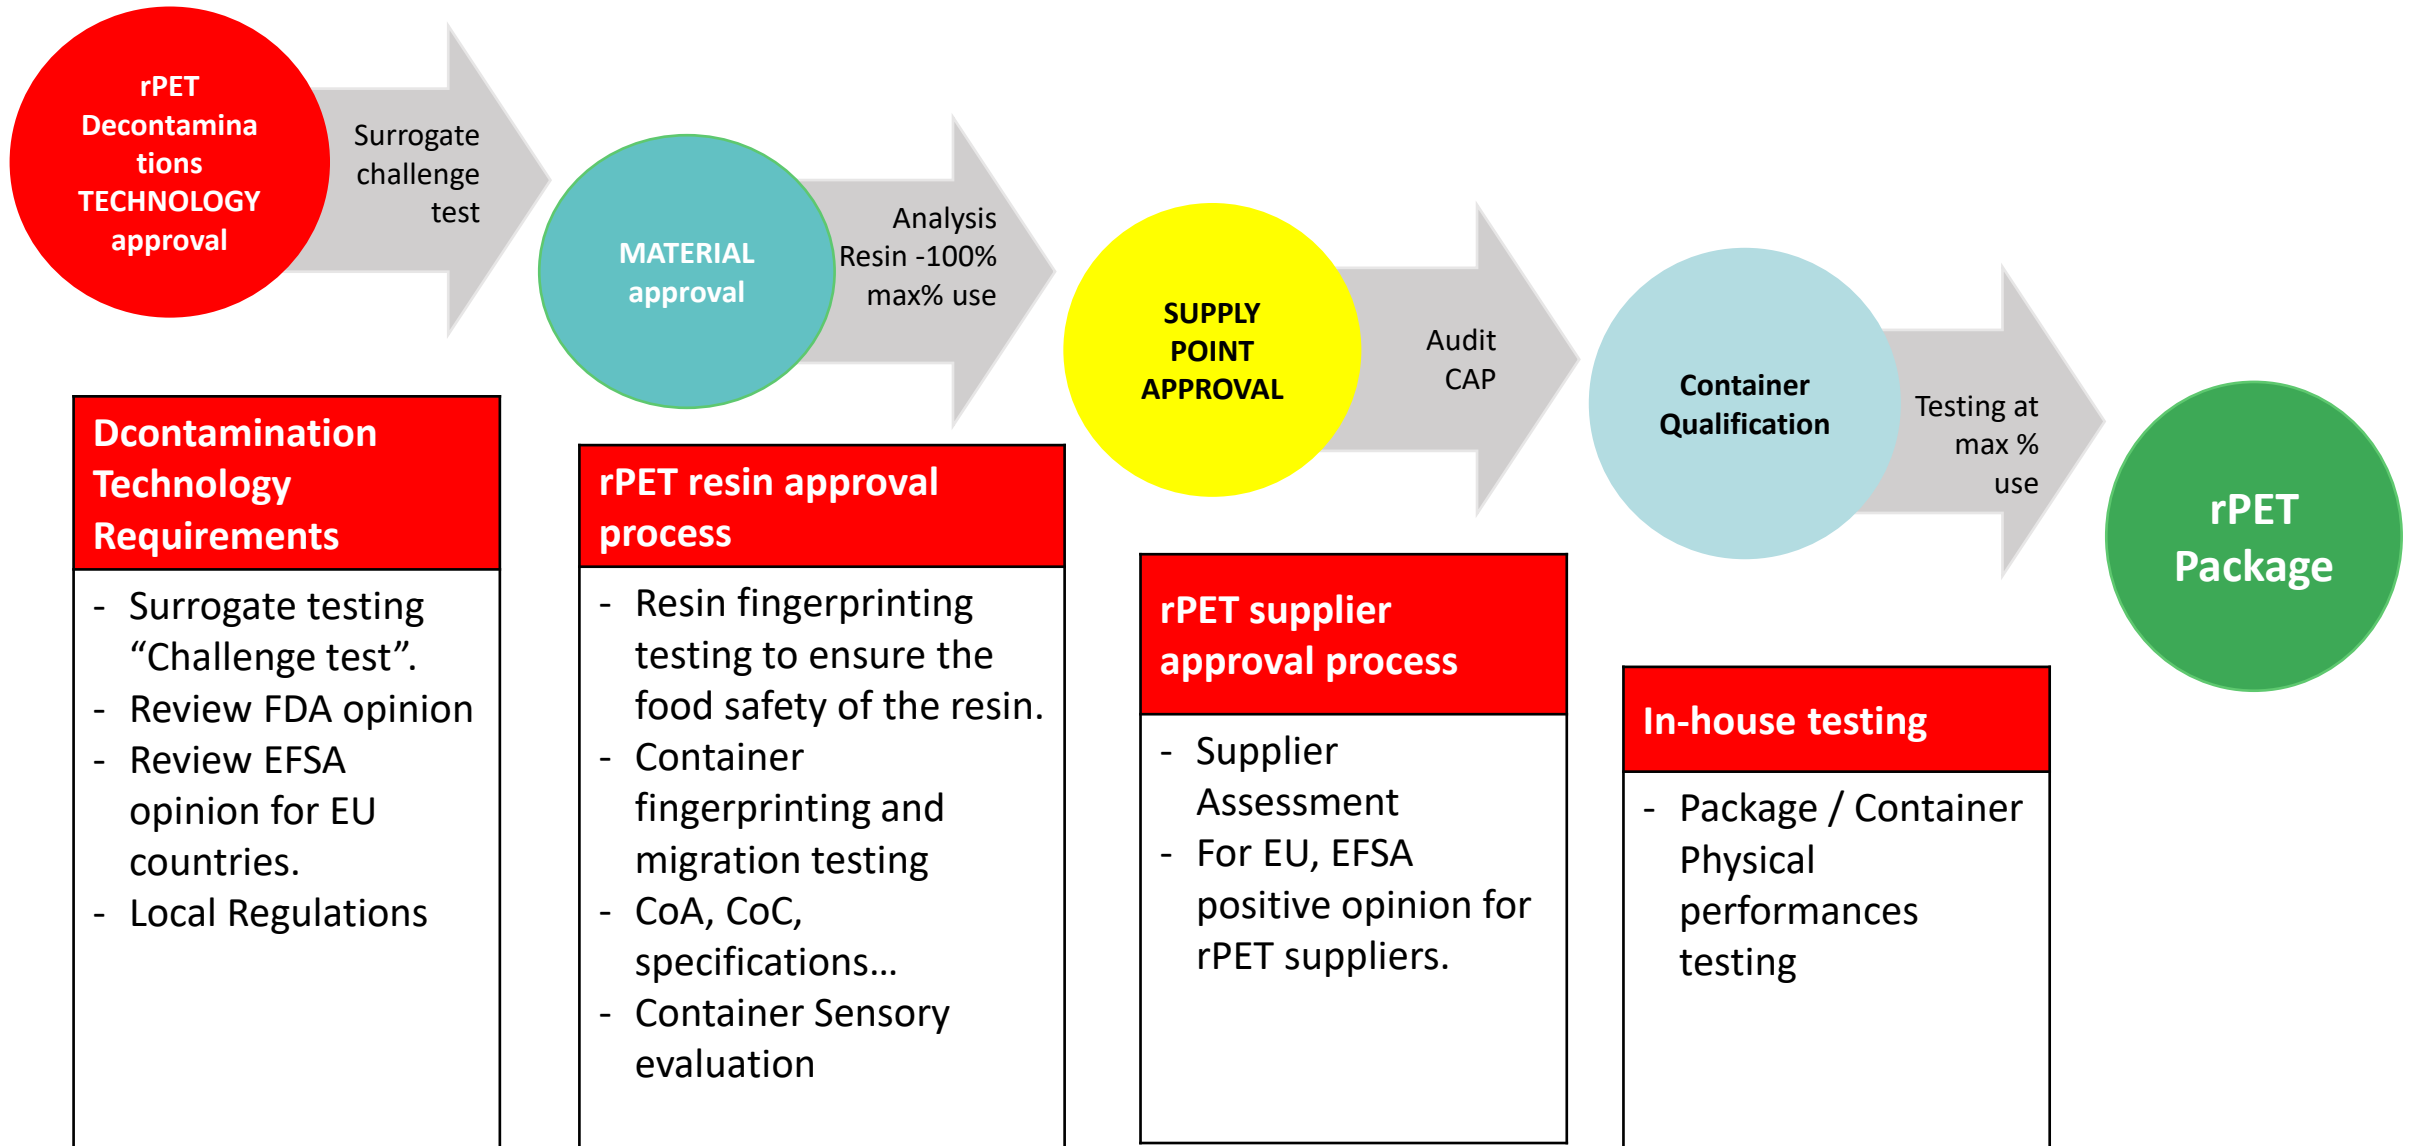 rPET
Decontamina
tions
TECHNOLOGY
approval
Surrogate
challenge
test
MATERIAL
approval
Analysis
Resin -100%
max% use
SUPPLY
POINT
APPROVAL
Audit
CAP
Container
Qualification
Testing at
max %
use
rPET
Package
Dcontamination
Technology
Requirements
- Surrogate testing
“Challenge test”.
- Review FDA opinion
- Review EFSA
opinion for EU
countries.
- Local Regulations
rPET resin approval
process
- Resin fingerprinting
testing to ensure the
food safety of the resin.
- Container
fingerprinting and
migration testing
- CoA, CoC,
specifications…
- Container Sensory
evaluation
rPET supplier
approval process
- Supplier
Assessment
- For EU, EFSA
positive opinion for
rPET suppliers.
In-house testing
- Package / Container
Physical
performances
testing